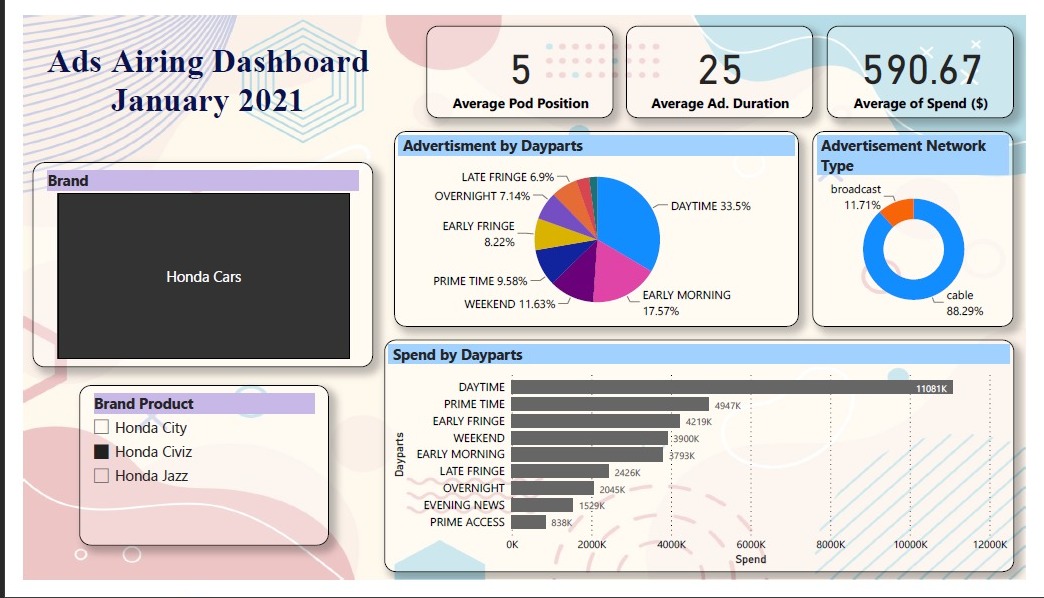 Ads Airing Dashboard
January 2021
5
Average Pod Position
25
Average Ad. Duration
590.67
Average of Spend ($)
Brand
Honda Cars
Brand Product
Honda City
Honda Civiz
Honda Jazz
Advertisment by Dayparts
LATE FRINGE 6.9%
OVERNIGHT 7.14%
EARLY FRINGE
8.22%
PRIME TIME 9.58%
WEEKEND 11.63%
DAYTIME 33.5%
EARLY MORNING
17.57%
Advertisement Network
Type
broadcast
11.71%
cable
88.29%
Spend by Dayparts
Dayparts
DAYTIME 11081K
PRIME TIME 4947K
EARLY FRINGE 4219K
WEEKEND 3900K
EARLY MORNING 3793K
LATE FRINGE 2426K
OVERNIGHT 2045K
EVENING NEWS 1529K
PRIME ACCESS 838K
0K 2000K 4000K 6000K 8000K 10000K 12000K
Spend